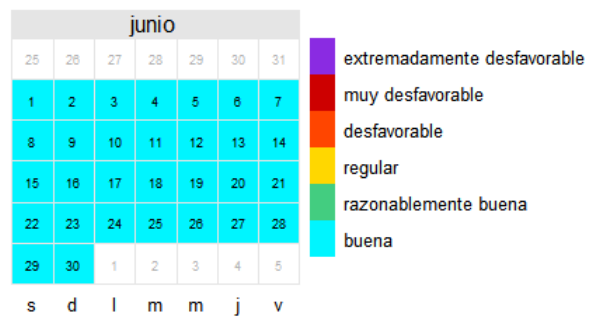 junio
25 26 27 28 29 30 31
1 2 3 4 5 6 7
8 9 10 11 12 13 14
15 16 17 18 19 20 21
22 23 24 25 26 27 28
29 30 1 2 3 4 5
s d l m m j v
extremadamente desfavorable
muy desfavorable
desfavorable
regular
razonablemente buena
buena